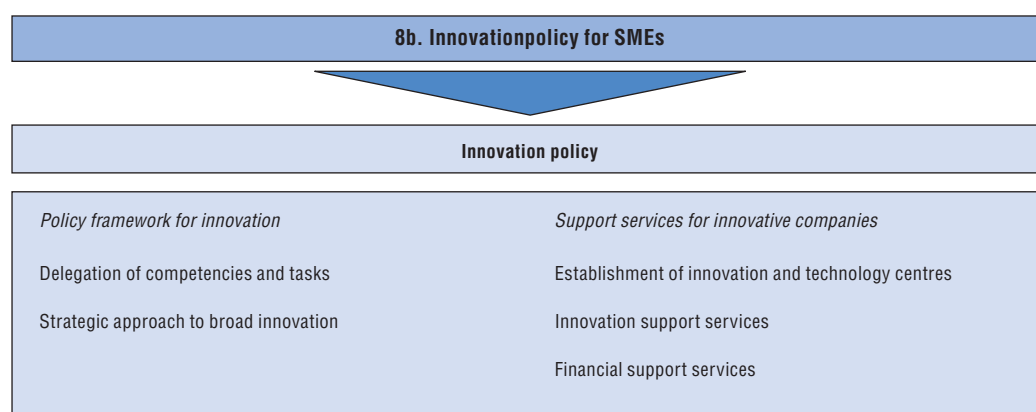 8b. Innovationpolicy for SMEs
Innovation policy
Policy framework for innovation
Delegation of competencies and tasks
Strategic approach to broad innovation
Support services for innovative companies
Establishment of innovation and technology centres
Innovation support services
Financial support services